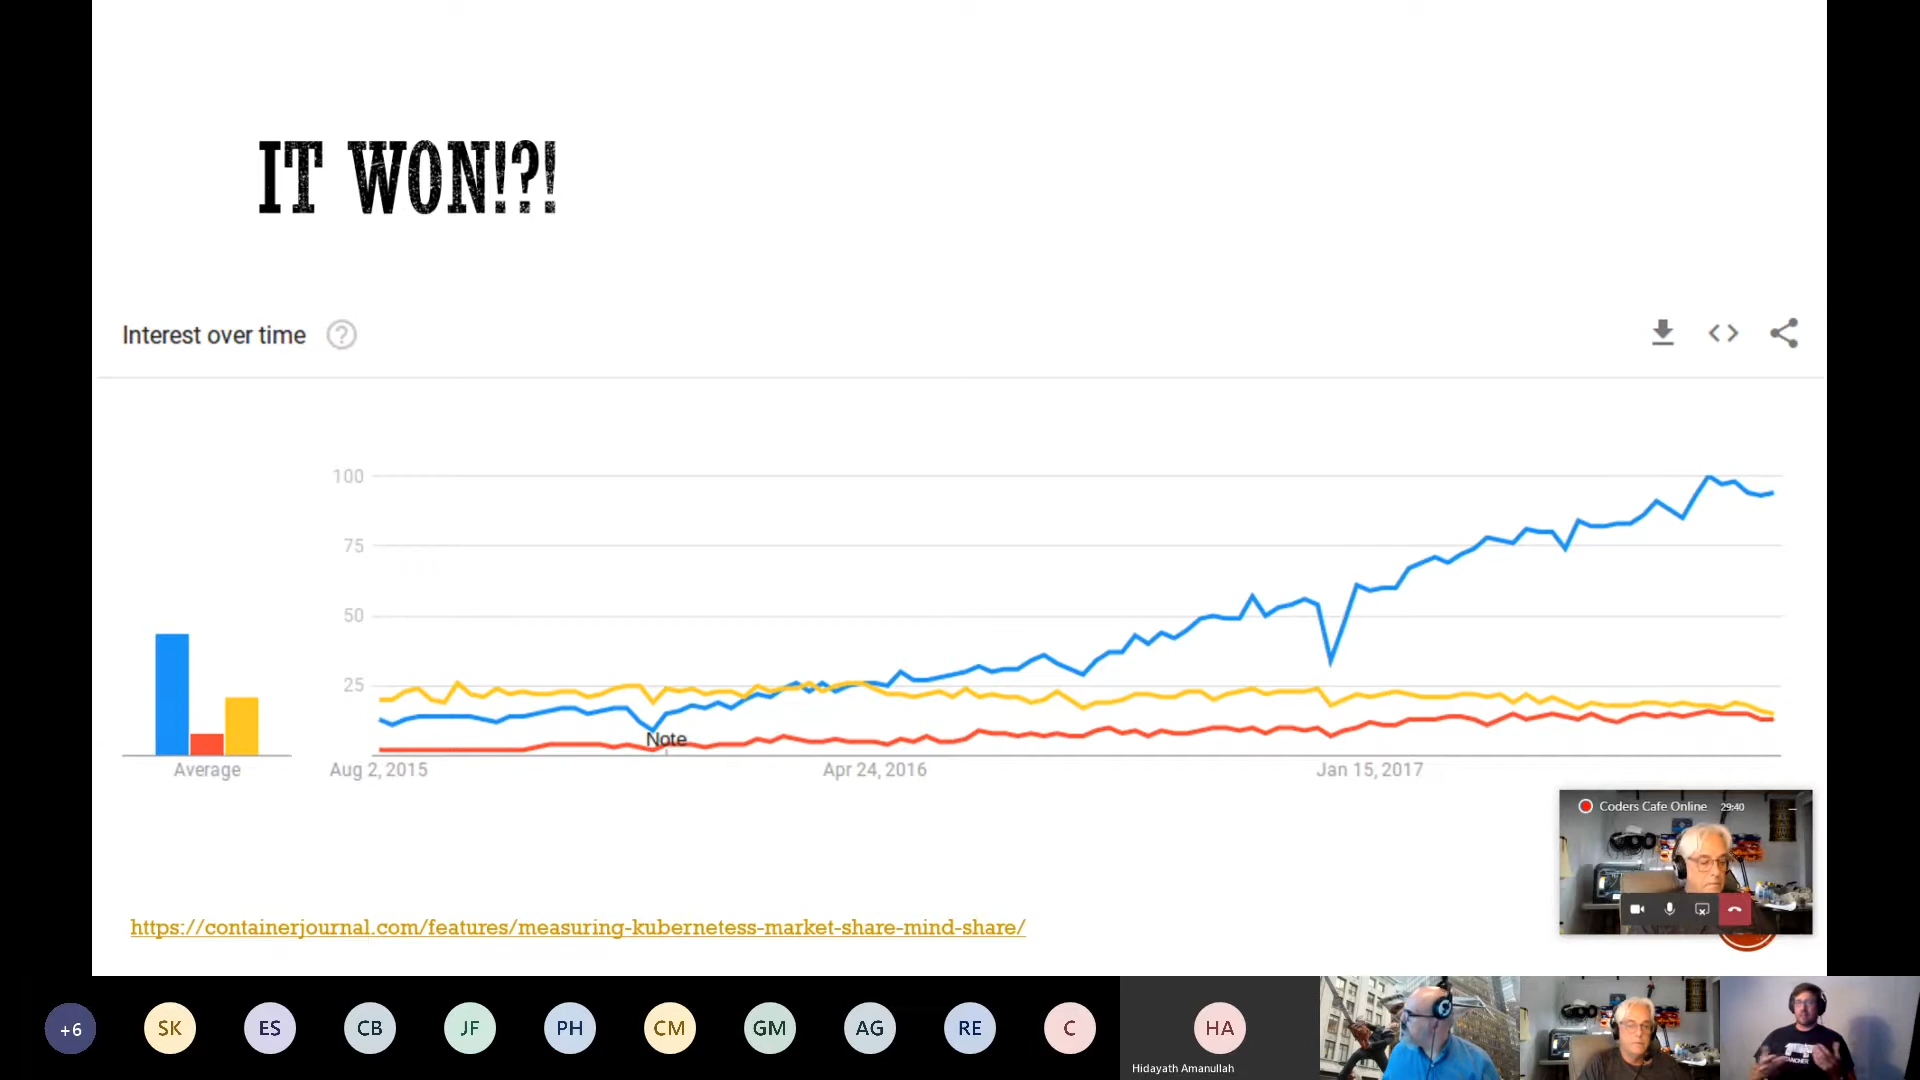 IT WON!?!
Interest over time ?
100
75
50
25
Note
Average
Aug 2, 2015
Apr 24, 2016
Jan 15, 2017
Coders Cafe Online 29:40
https://containerjournal.com/features/measuring-kubernetess-market-share-mind-share/
+6
SK
ES
CB
JF
PH
CM
GM
AG
RE
C
HA
Hidayath Amanullah